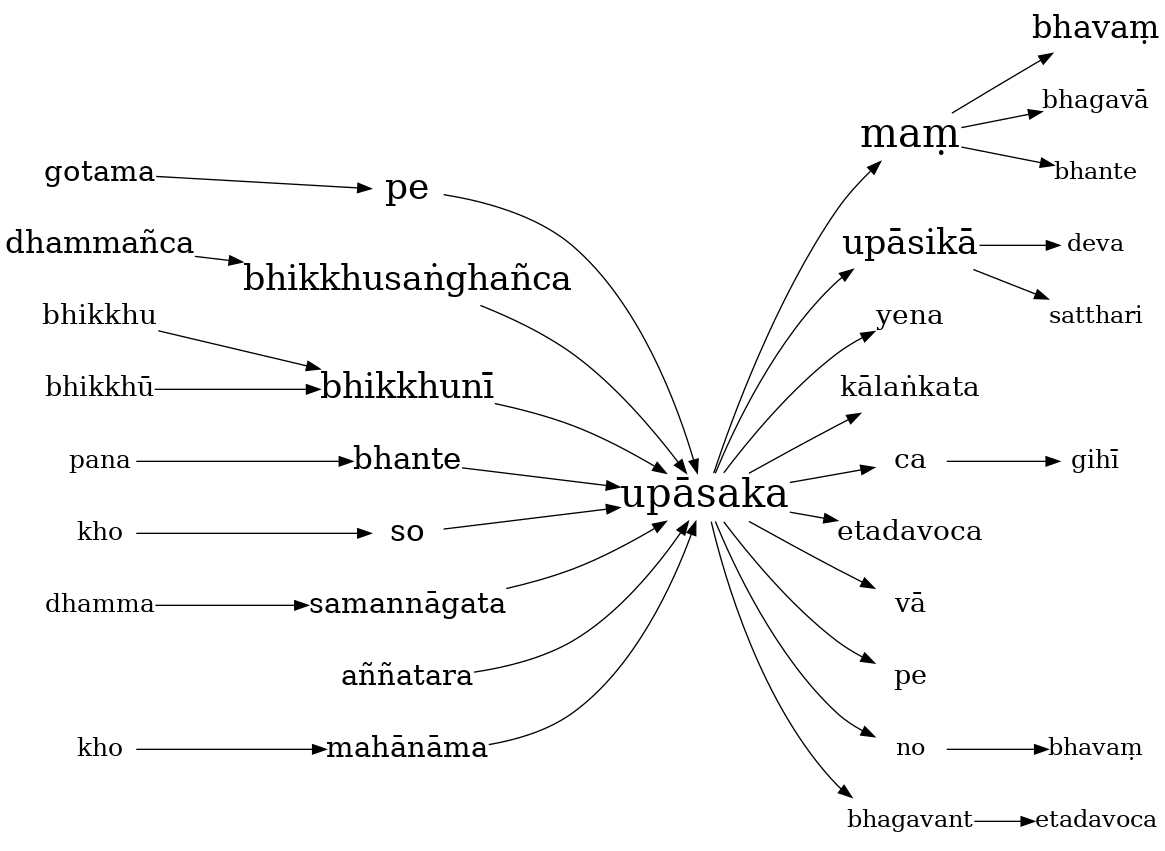 bhavaṃ
bhagavā
maṃ
bhante
gotama
pe
dhammañca
upāsikā
deva
bhikkhusaṅghañca
bhikkhu
yena
satthari
bhikkhū
bhikkhunī
kālaṅkata
pana
bhante
ca
gihī
upāsaka
kho
so
etadavoca
dhamma
samannāgata
vā
aññatara
pe
kho
mahānāma
no
bhavaṃ
bhagavant
etadavoca